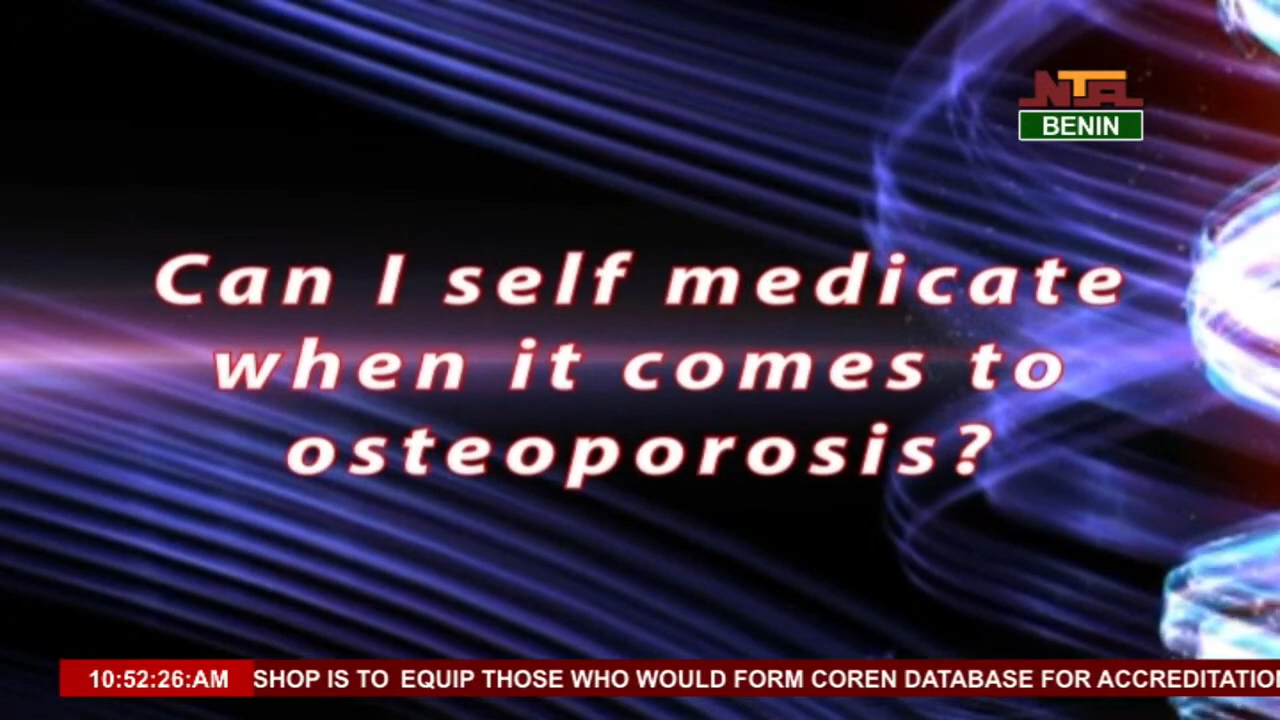 NTA
BENIN
Can I self medicate
when it comes to
osteoporosis?
10:52:26:AM SHOP IS TO EQUIP THOSE WHO WOULD FORM COREN DATABASE FOR ACCREDITATION